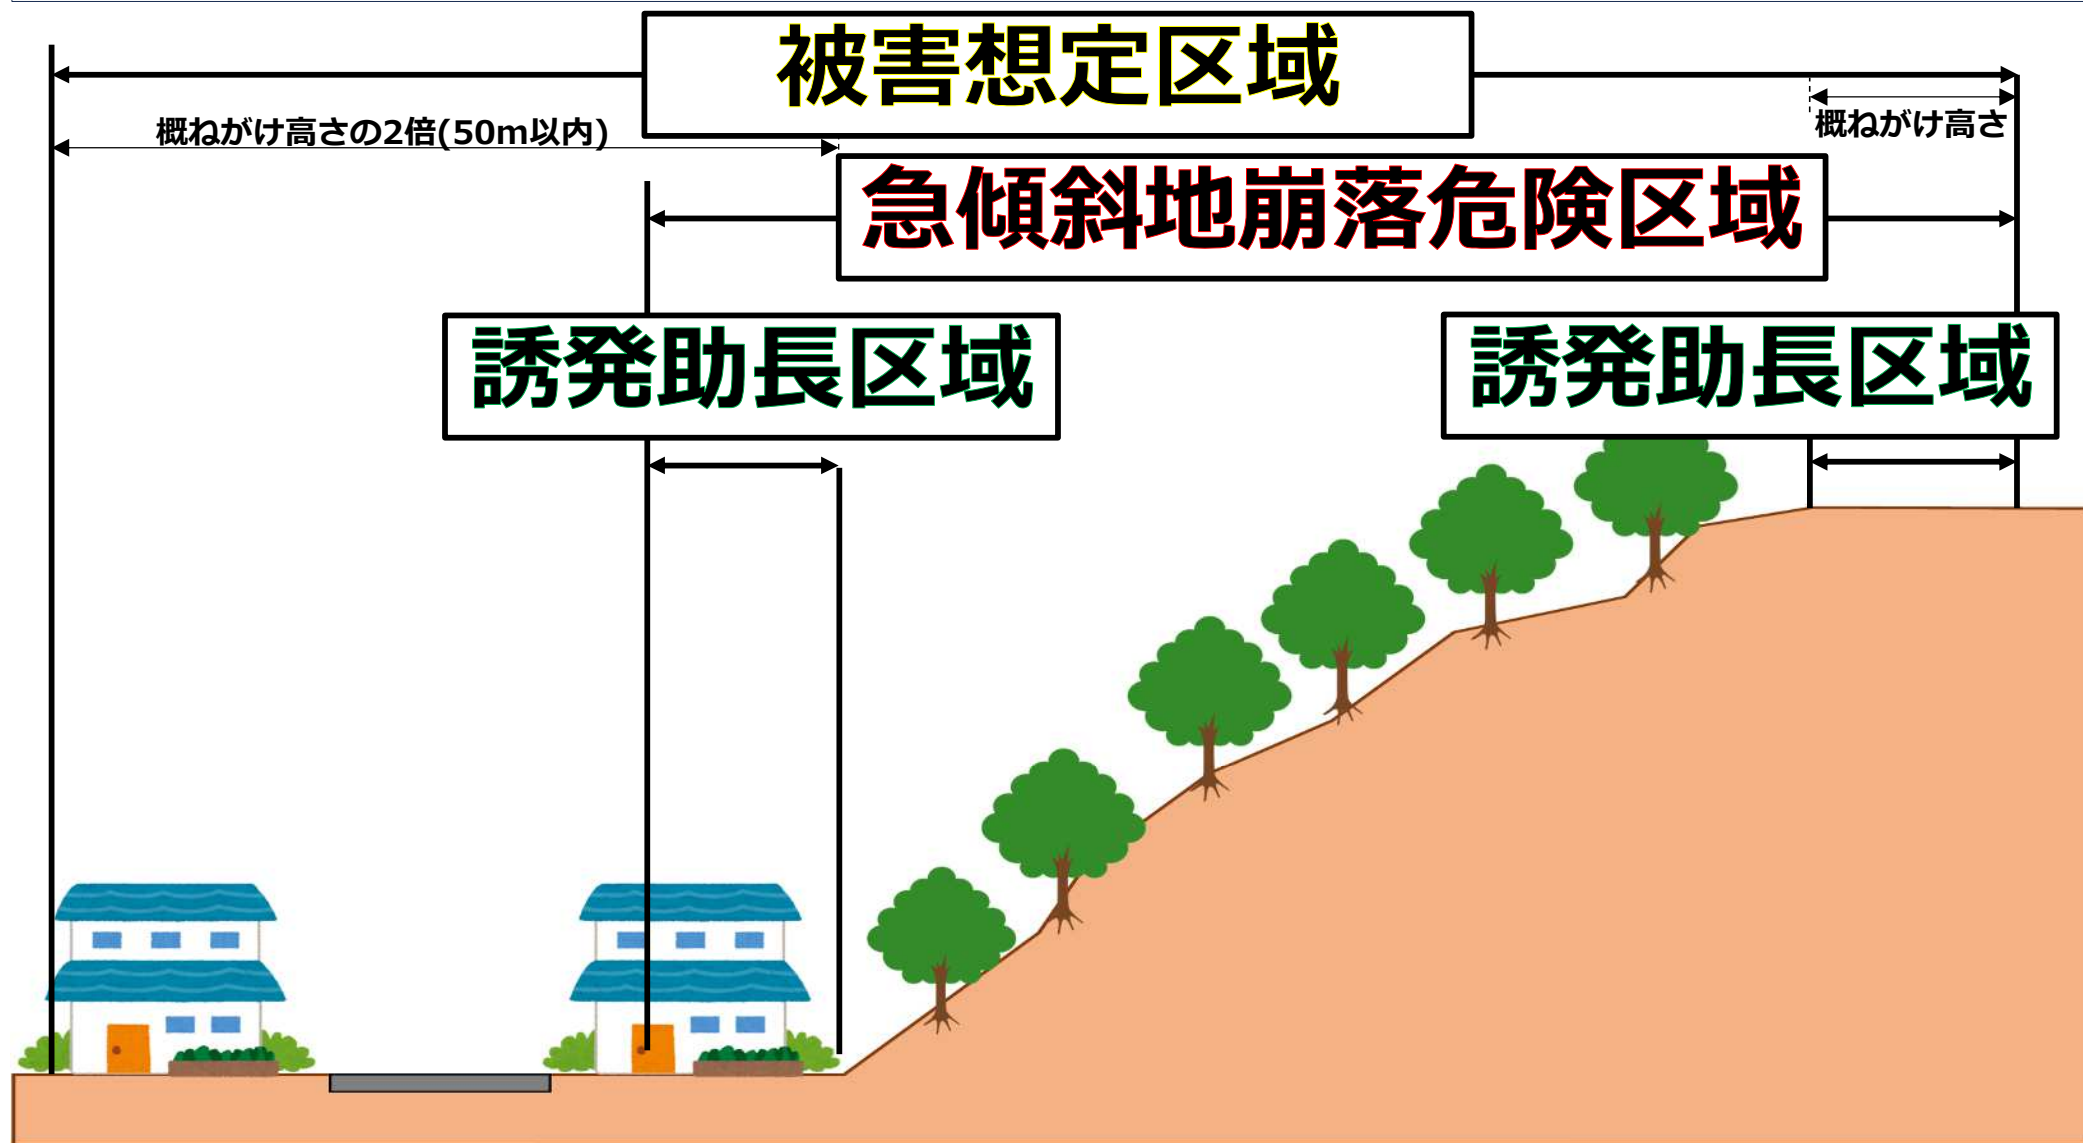 被害想定区域
概ねがけ高さの2倍(50m以内)
概ねがけ高さ
急傾斜地崩落危険区域
誘発助長区域
誘発助長区域